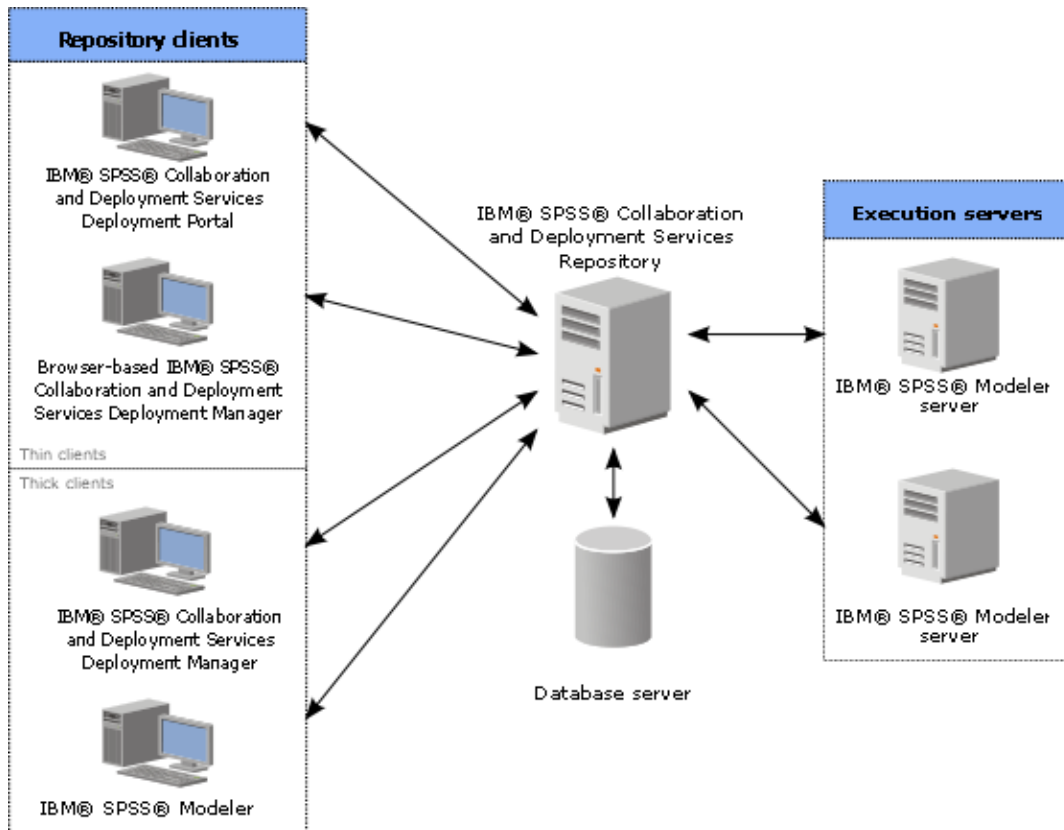 Repository clients
IBM® SPSS® Collaboration
and Deployment Services
Deployment Portal
Browser-based IBM® SPSS®
Collaboration and Deployment
Services Deployment Manager
Thin clients
Thick clients
IBM® SPSS® Collaboration
and Deployment Services
Deployment Manager
IBM® SPSS® Modeler
IBM® SPSS® Collaboration
and Deployment Services
Repository
Database server
Execution servers
IBM® SPSS® Modeler
server
IBM® SPSS® Modeler
server